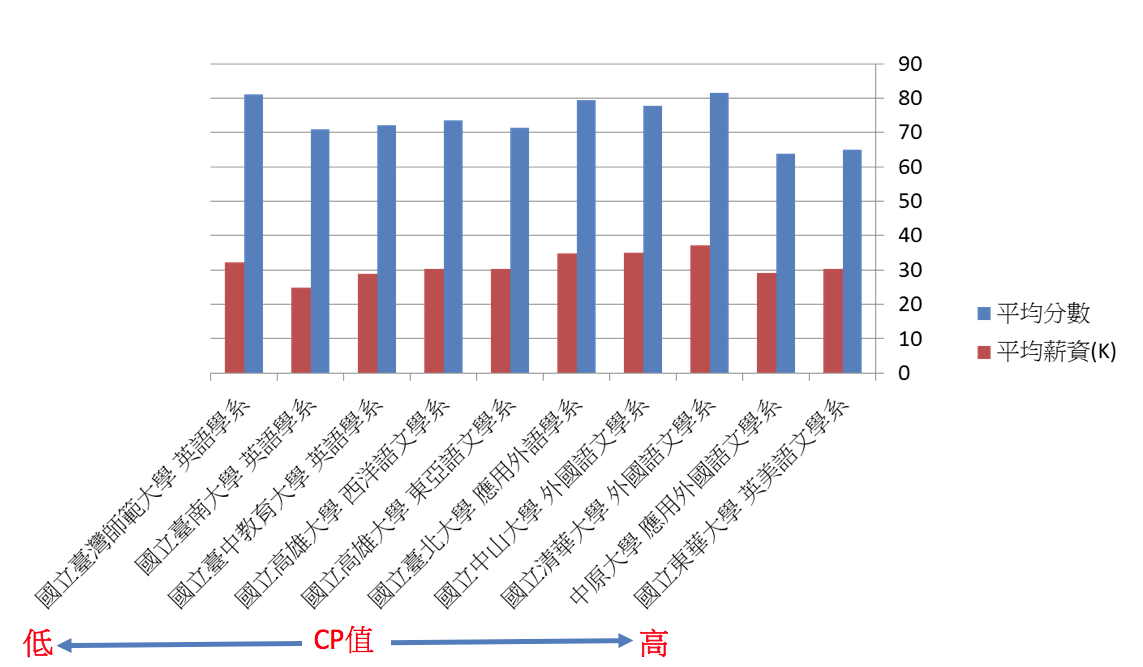 90
80
70
60
50
40
30
20
10
0
平均分數
平均薪資(K)
國立臺灣師範大學 英語學系
國立臺南大學 英語學系
國立臺中教育大學 英語學系
國立高雄大學 西洋語文學系
國立高雄大學 東亞語文學系
國立臺北大學 應用外語學系
國立中山大學 外國語文學系
國立清華大學 外國語文學系
中原大學 應用外國語文學系
國立東華大學 英美語文學系
低 CP值 高